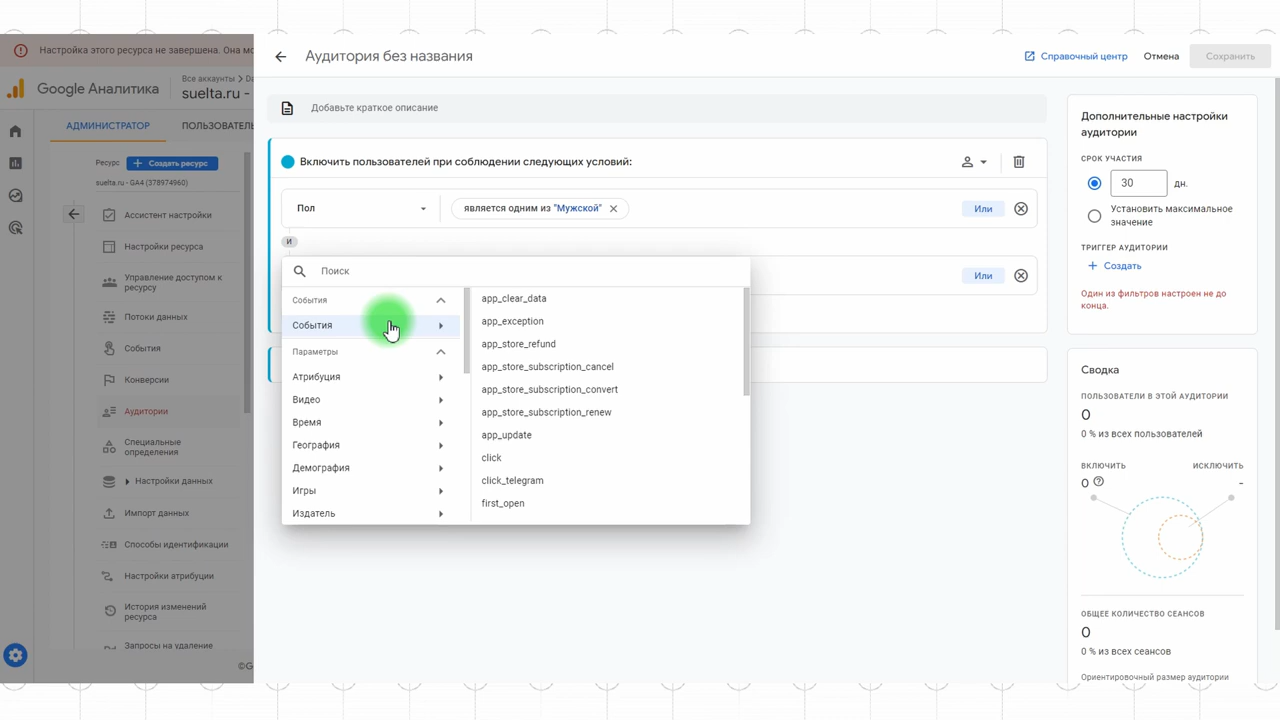 Настройка этого ресурса не завершена. Она мо
Google Аналитика
Все аккаунты > Da
suelta.ru -
АДМИНИСТРАТОР
ПОЛЬЗОВАТЕЛЬ
Ресурс
+ Создать ресурс
suelta.ru - GA4 (378974960)
Ассистент настройки
Настройки ресурса
Управление доступом к
ресурсу
Потоки данных
События
Конверсии
Аудитории
Специальные
определения
Настройки данных
Импорт данных
Способы идентификации
Настройки атрибуции
История изменений
ресурса
Запросы на удаление
©G
Аудитория без названия
Справочный центр
Отмена
Сохранить
Добавьте краткое описание
Включить пользователей при соблюдении следующих условий:
Пол
является одним из "Мужской"
Или
И
Или
Поиск
События
События
Параметры
Атрибуция
Видео
Время
География
Демография
Игры
Издатель
app_clear_data
app_exception
app_store_refund
app_store_subscription_cancel
app_store_subscription_convert
app_store_subscription_renew
app_update
click
click_telegram
first_open
Дополнительные настройки
аудитории
СРОК УЧАСТИЯ
30 дн.
Установить максимальное
значение
ТРИГГЕР АУДИТОРИИ
+ Создать
Один из фильтров настроен не до
конца.
Сводка
ПОЛЬЗОВАТЕЛИ В ЭТОЙ АУДИТОРИИ
0
0 % из всех пользователей
ВКЛЮЧИТЬ
ИСКЛЮЧИТЬ
0
-
ОБЩЕЕ КОЛИЧЕСТВО СЕАНСОВ
0
0 % из всех сеансов
Ориентировочный размер аудитории